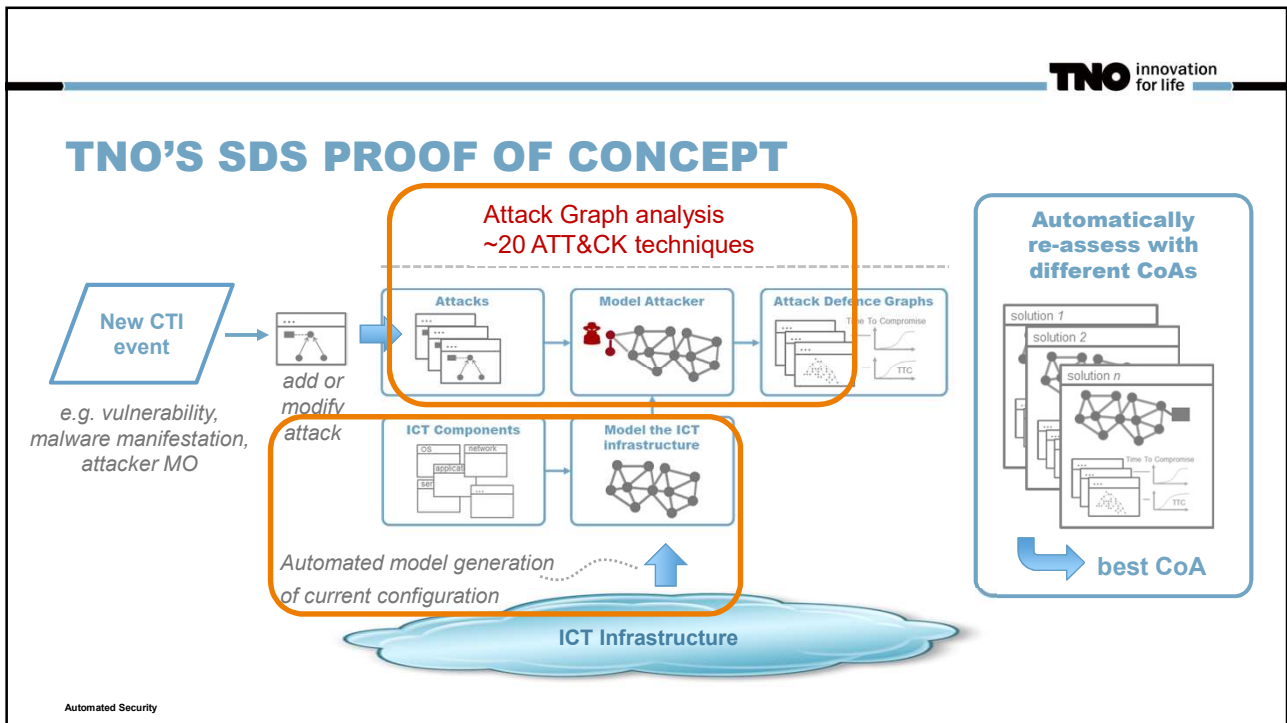 TNO innovation
for life
TNO'S SDS PROOF OF CONCEPT
Attack Graph analysis
~20 ATT&CK techniques
New CTI
event
e.g. vulnerability,
malware manifestation,
attacker MO
add or
modify
attack
Attacks
Model Attacker
Attack Defence Graphs
Time To Compromise
TTC
ICT Components
OS
network
applicat
ser
Model the ICT
infrastructure
Automated model generation
of current configuration
ICT Infrastructure
Automatically
re-assess with
different CoAs
solution 1
solution 2
solution n
Time To Compromise
TTC
best CoA
Automated Security